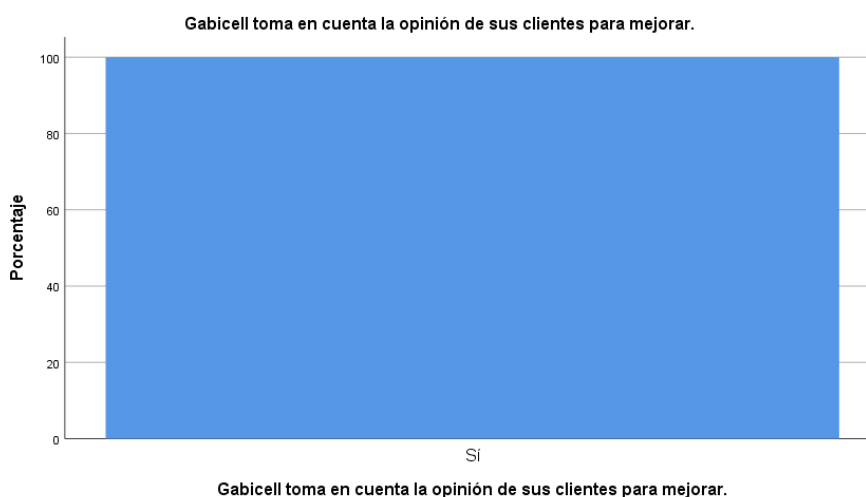 Gabicell toma en cuenta la opinión de sus clientes para mejorar.
100
80
60
40
20
0
Porcentaje
Sí
Gabicell toma en cuenta la opinión de sus clientes para mejorar.